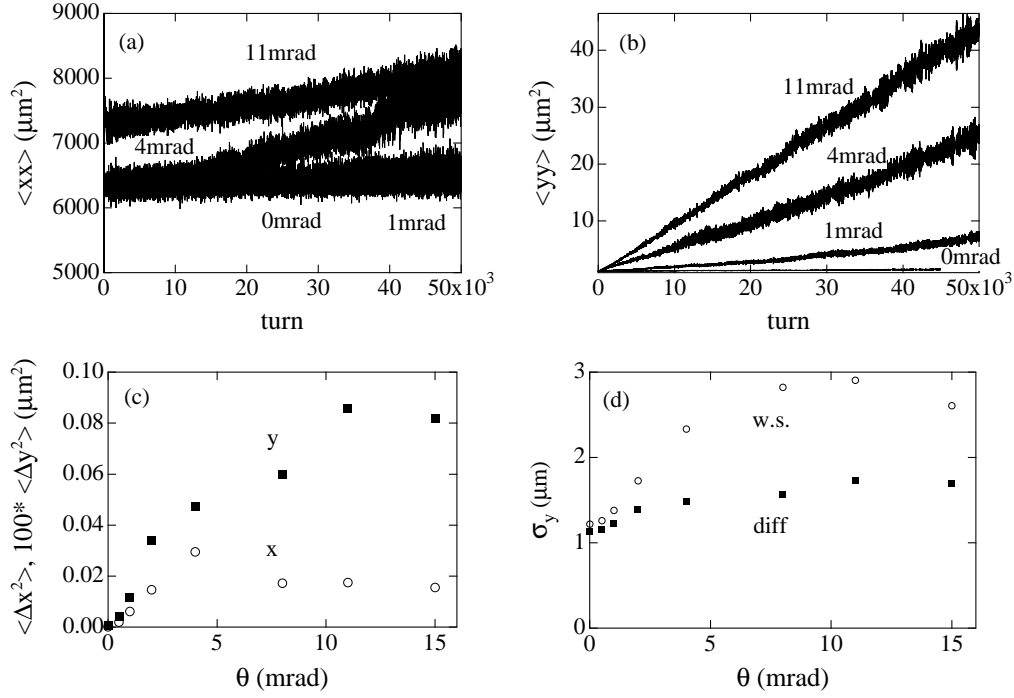 (a)
<xx> (μm²)
9000
8000
7000
6000
5000
11mrad
4mrad
0mrad
1mrad
0
10
20
30
40
50x10³
turn
(b)
<yy> (μm²)
40
30
20
10
11mrad
4mrad
1mrad
0mrad
0
10
20
30
40
50x10³
turn
(c)
<Δx²>, 100* <Δy²> (μm²)
0.10
0.08
0.06
0.04
0.02
0.00
y
x
0
5
10
15
θ (mrad)
(d)
σy (μm)
3
2
1
0
w.s.
diff
0
5
10
15
θ (mrad)